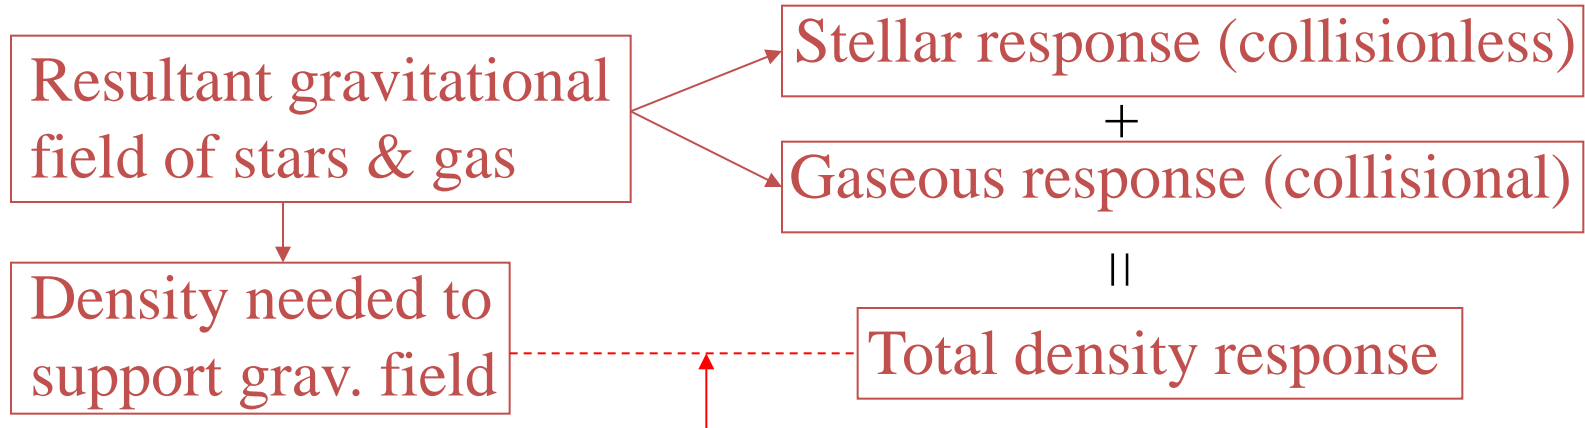 Resultant gravitational
field of stars & gas
Stellar response (collisionless)
+
Gaseous response (collisional)
=
Total density response
Density needed to
support grav. field